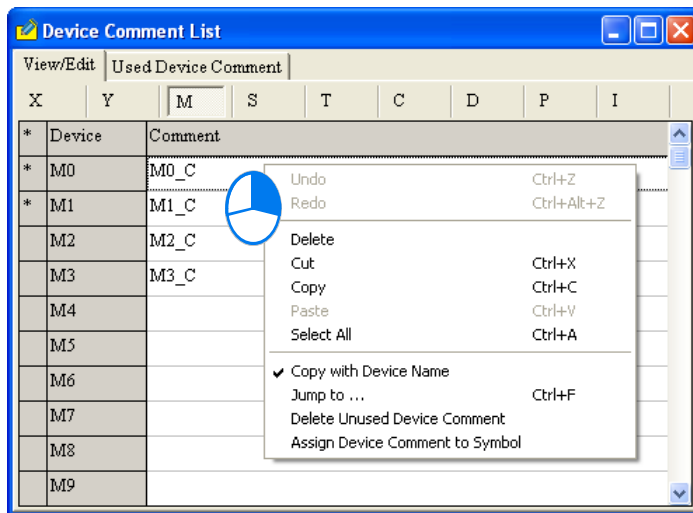 Device Comment List
View/Edit Used Device Comment
X Y M S T C D P I
* Device Comment
* M0 M0_C
Undo Ctrl+Z
* M1 M1_C
Redo Ctrl+Alt+Z
M2 M2_C
Delete
Cut Ctrl+X
M3 M3_C
Copy Ctrl+C
M4
Paste Ctrl+V
Select All Ctrl+A
M5
M6
✓ Copy with Device Name
Jump to ... Ctrl+F
M7
Delete Unused Device Comment
M8
Assign Device Comment to Symbol
M9